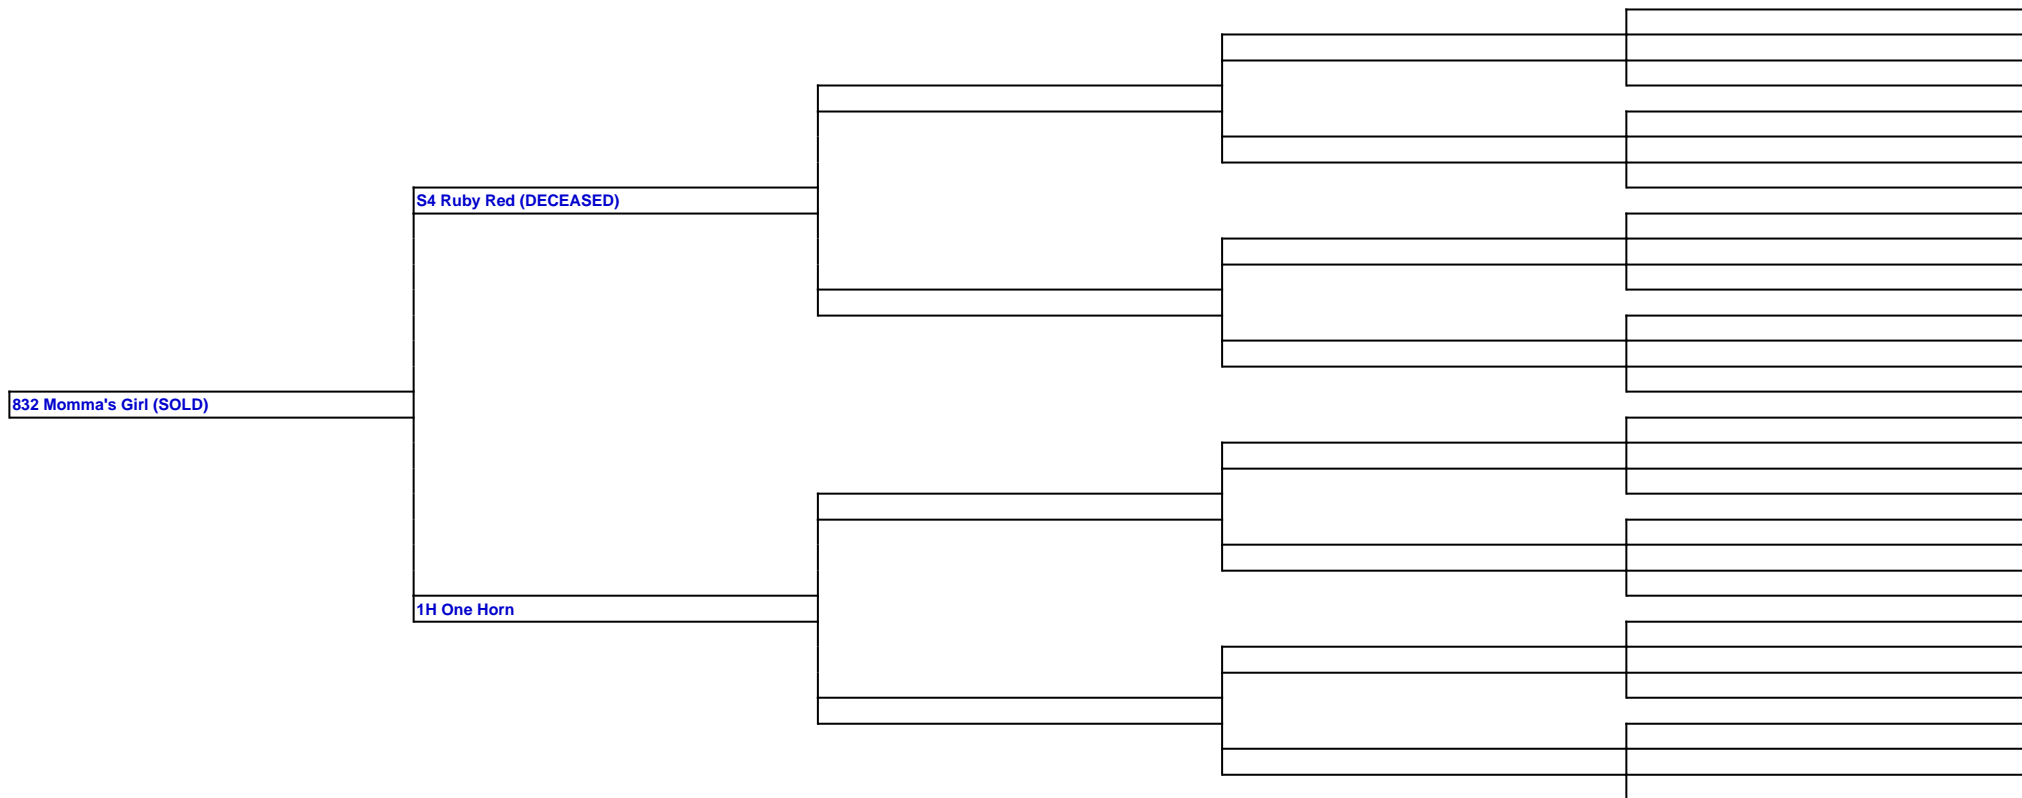 S4 Ruby Red (DECEASED)
832 Momma's Girl (SOLD)
1H One Horn